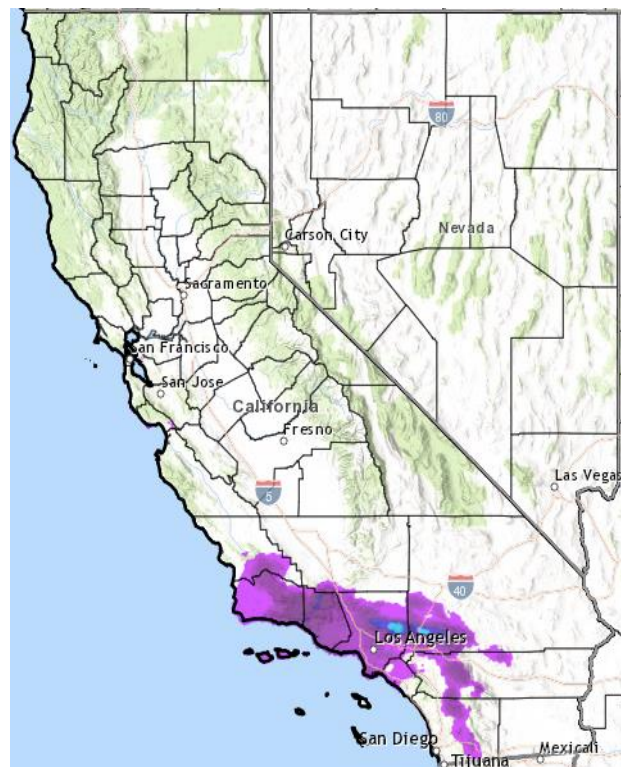 80
Carson City
Nevada
Sacramento
San Francisco
San Jose
California
Fresno
Las Vegas
5
40
Los Angeles
San Diego
Mexicali
Tijuana